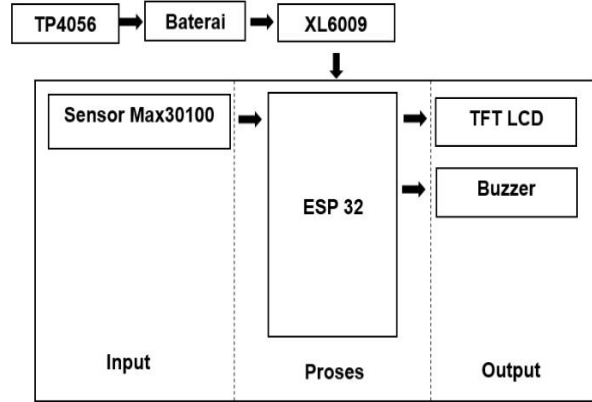 TP4056
Baterai
XL6009
Sensor Max30100
ESP 32
TFT LCD
Buzzer
Input
Proses
Output